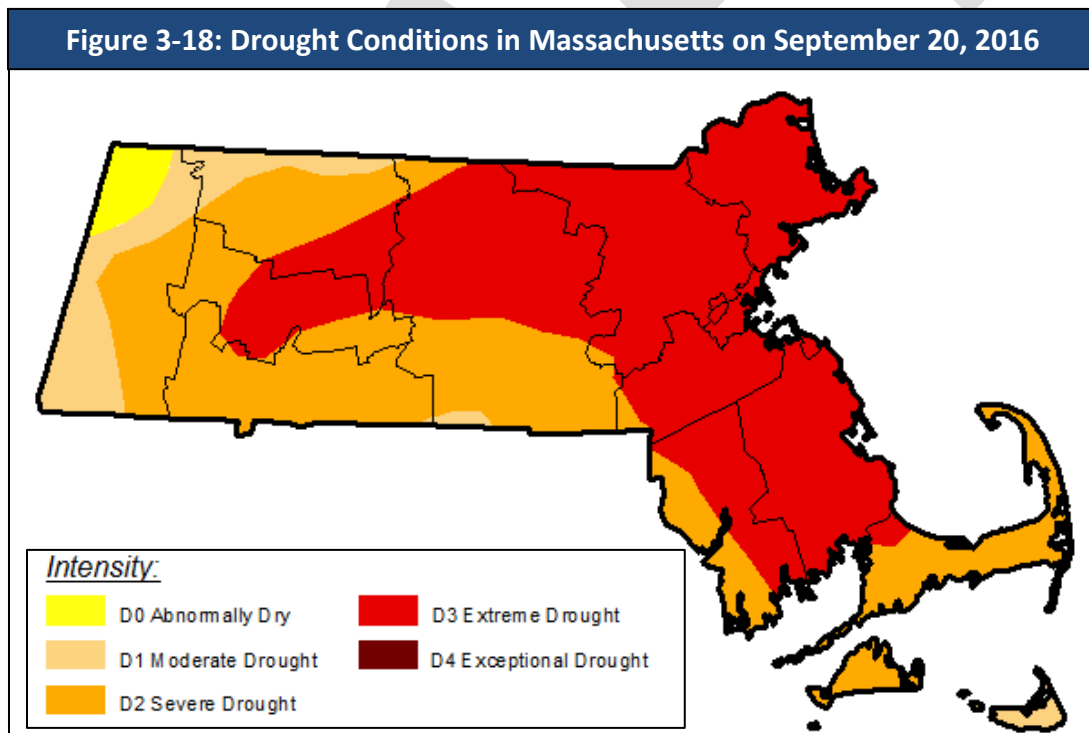 Figure 3-18: Drought Conditions in Massachusetts on September 20, 2016
Intensity:
D0 Abnormally Dry
D1 Moderate Drought
D2 Severe Drought
D3 Extreme Drought
D4 Exceptional Drought